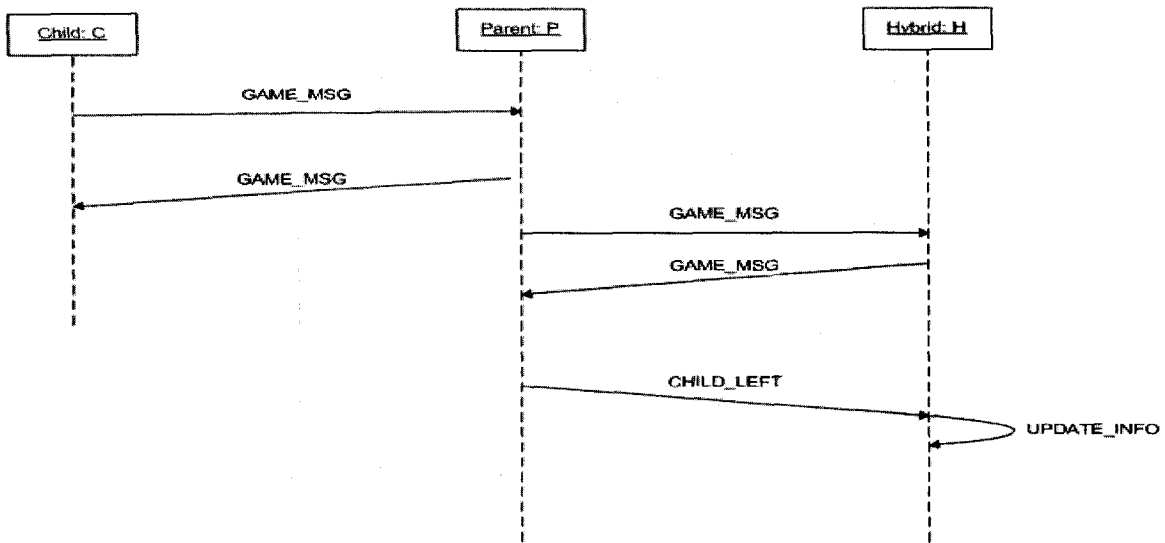 Child: C
Parent: P
Hybrid: H
GAME_MSG
GAME_MSG
GAME_MSG
GAME_MSG
CHILD_LEFT
UPDATE_INFO